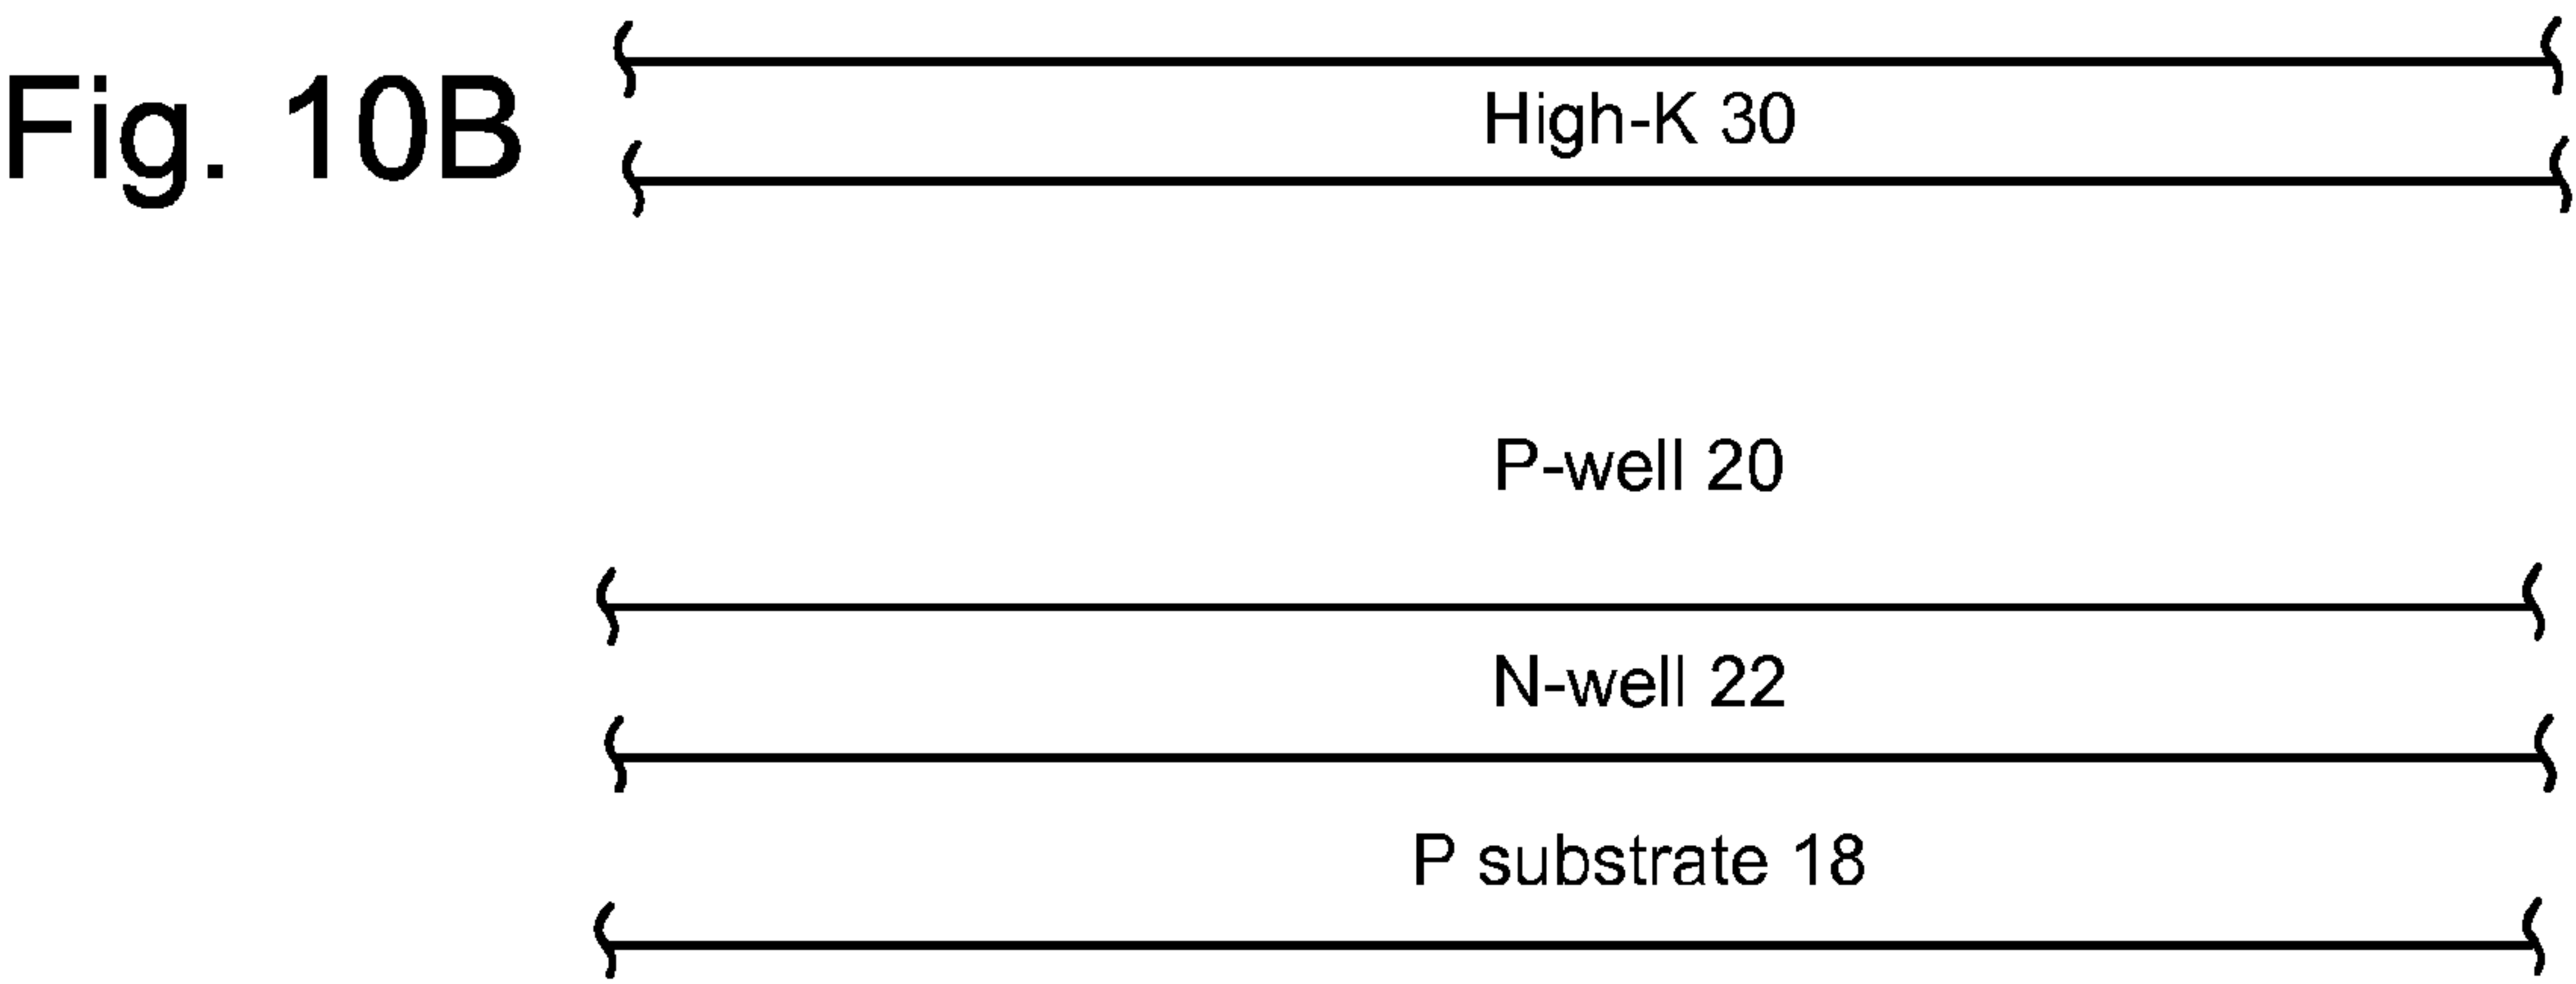 Fig. 10B
High-K 30
P-well 20
N-well 22
P substrate 18